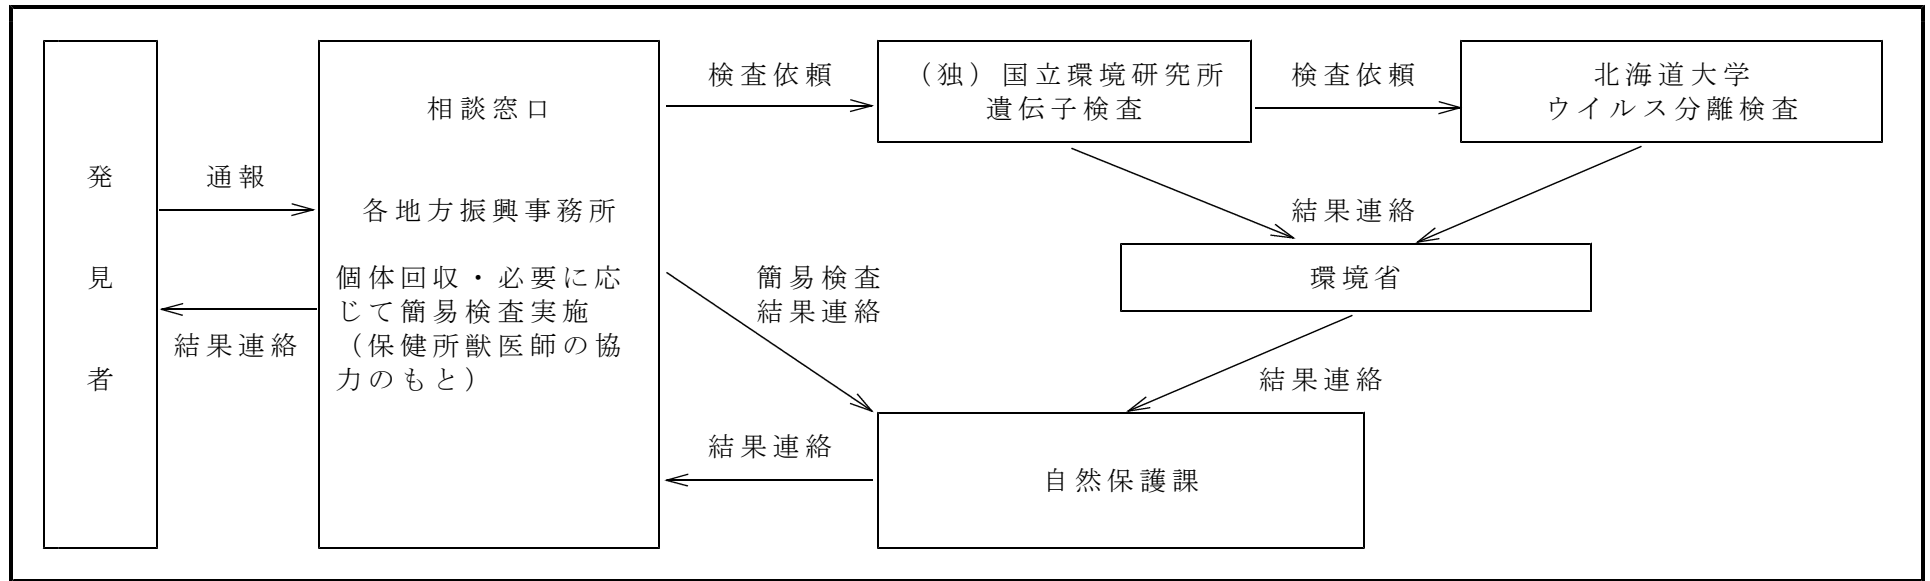 発見者
通報
結果連絡
相談窓口
各地方振興事務所
個体回収・必要に応
じて簡易検査実施
（保健所獣医師の協
力のもと）
検査依頼
（独）国立環境研究所
遺伝子検査
検査依頼
北海道大学
ウイルス分離検査
結果連絡
環境省
簡易検査
結果連絡
結果連絡
結果連絡
自然保護課